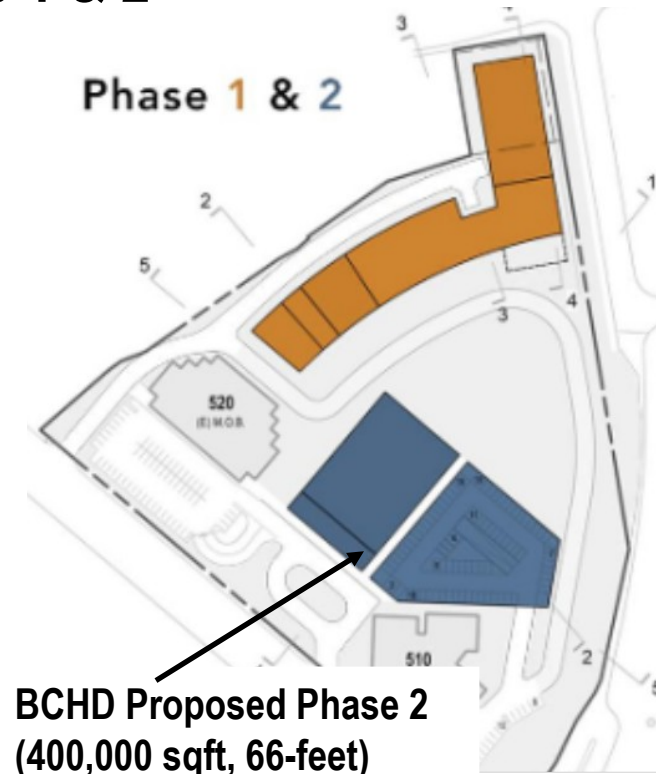 Phase 1 & 2
3
4
2
1
5
3
4
520
(E) M.O.B.
2
510
5
BCHD Proposed Phase 2
(400,000 sqft, 66-feet)